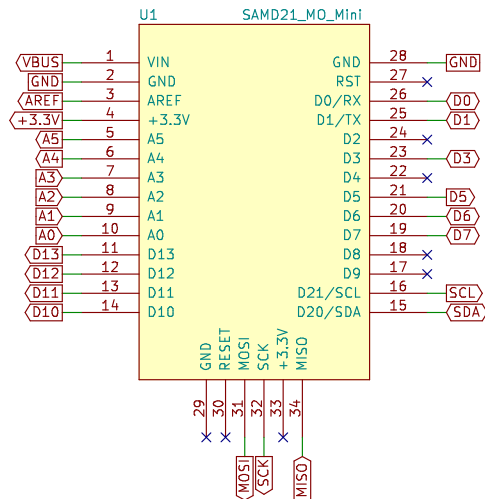 U1 SAMD21_M0_Mini
VBUS 1 VIN GND 28 GND
GND 2 GND RST 27
AREF 3 AREF D0/RX 26 D0
+3.3V 4 +3.3V D1/TX 25 D1
A5 5 A5 D2 24
A4 6 A4 D3 23 D3
A3 7 A3 D4 22
A2 8 A2 D5 21 D5
A1 9 A1 D6 20 D6
A0 10 A0 D7 19 D7
D13 11 D13 D8 18
D12 12 D12 D9 17
D11 13 D11 D21/SCL 16 SCL
D10 14 D10 D20/SDA 15 SDA
GND RESET MOSI SCK +3.3V MISO
29 30 31 32 33 34
MOSI SCK MISO